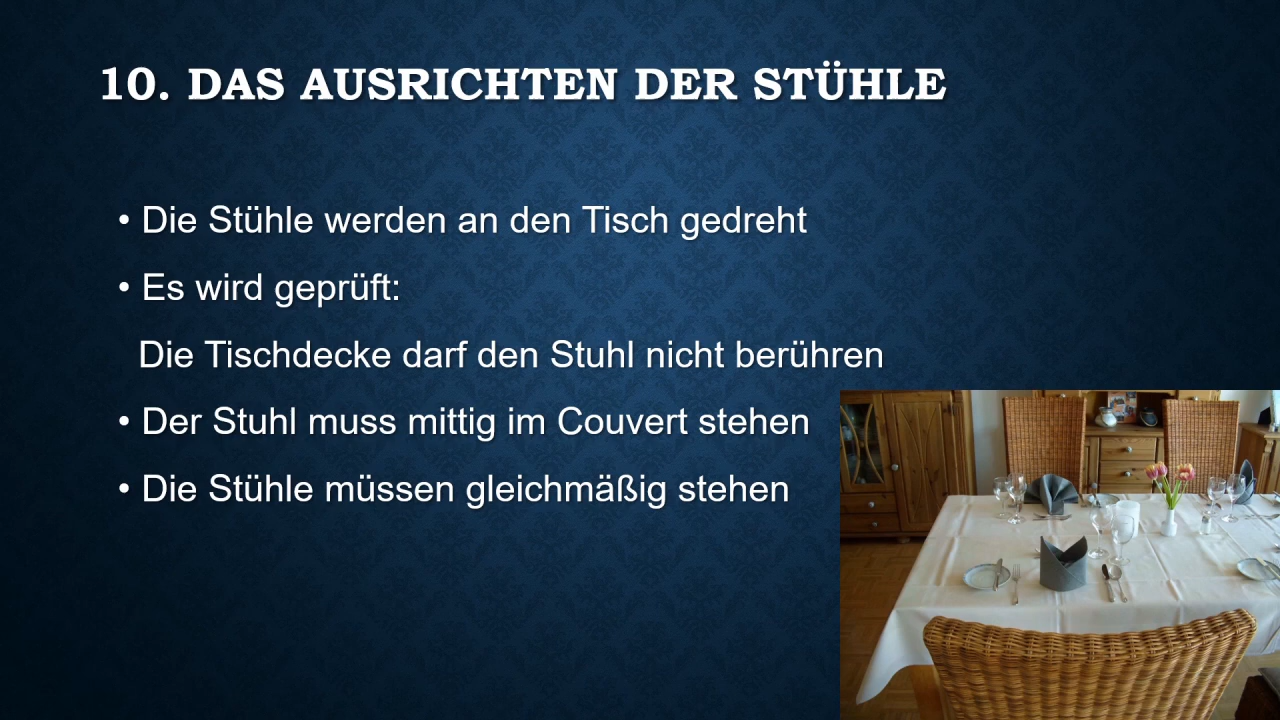 10. DAS AUSRICHTEN DER STÜHLE
• Die Stühle werden an den Tisch gedreht
• Es wird geprüft:
Die Tischdecke darf den Stuhl nicht berühren
• Der Stuhl muss mittig im Couvert stehen
• Die Stühle müssen gleichmäßig stehen